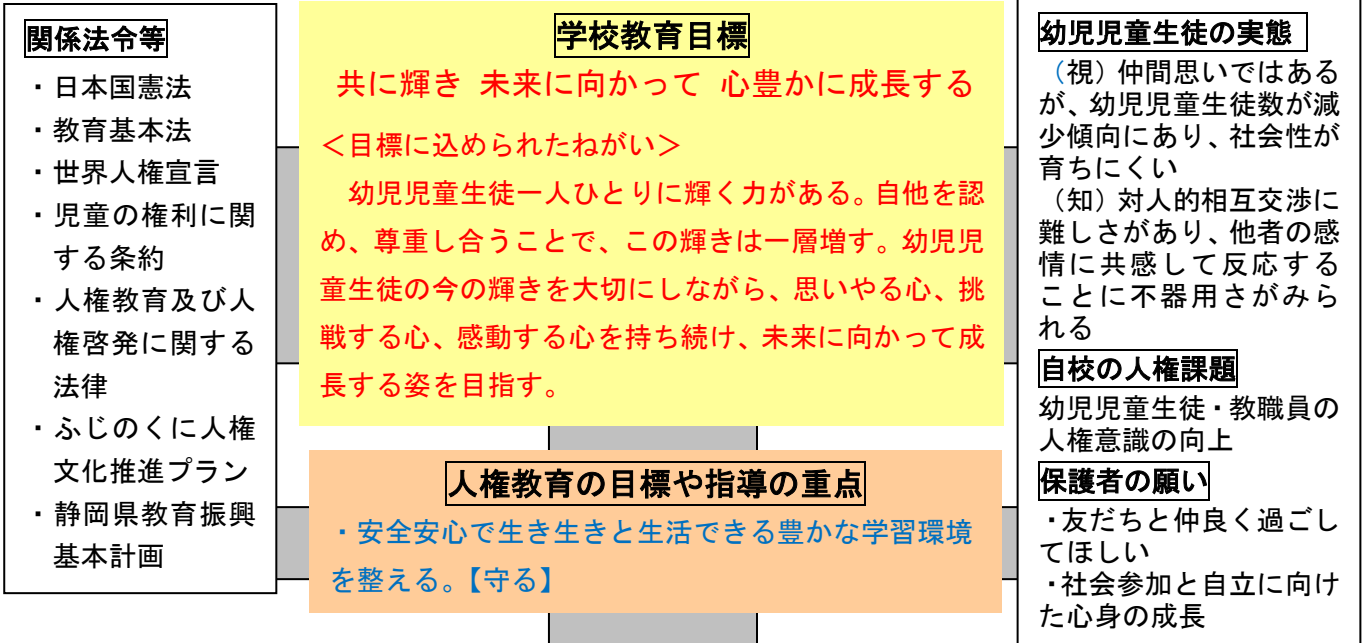 関係法令等
・日本国憲法
・教育基本法
・世界人権宣言
・児童の権利に関
する条約
・人権教育及び人
権啓発に関する
法律
・ふじのくに人権
文化推進プラン
・静岡県教育振興
基本計画
学校教育目標
共に輝き 未来に向かって 心豊かに成長する
＜目標に込められたねがい＞
幼児児童生徒一人ひとりに輝く力がある。自他を認
め、尊重し合うことで、この輝きは一層増す。幼児児
童生徒の今の輝きを大切にしながら、思いやる心、挑
戦する心、感動する心を持ち続け、未来に向かって成
長する姿を目指す。
人権教育の目標や指導の重点
・安全安心で生き生きと生活できる豊かな学習環境
を整える。【守る】
幼児児童生徒の実態
（視）仲間思いではある
が、幼児児童生徒数が減
少傾向にあり、社会性が
育ちにくい
（知）対人的相互交渉に
難しさがあり、他者の感
情に共感して反応する
ことに不器用さがみら
れる
自校の人権課題
幼児児童生徒・教職員の
人権意識の向上
保護者の願い
・友だちと仲良く過ごし
てほしい
・社会参加と自立に向け
た心身の成長